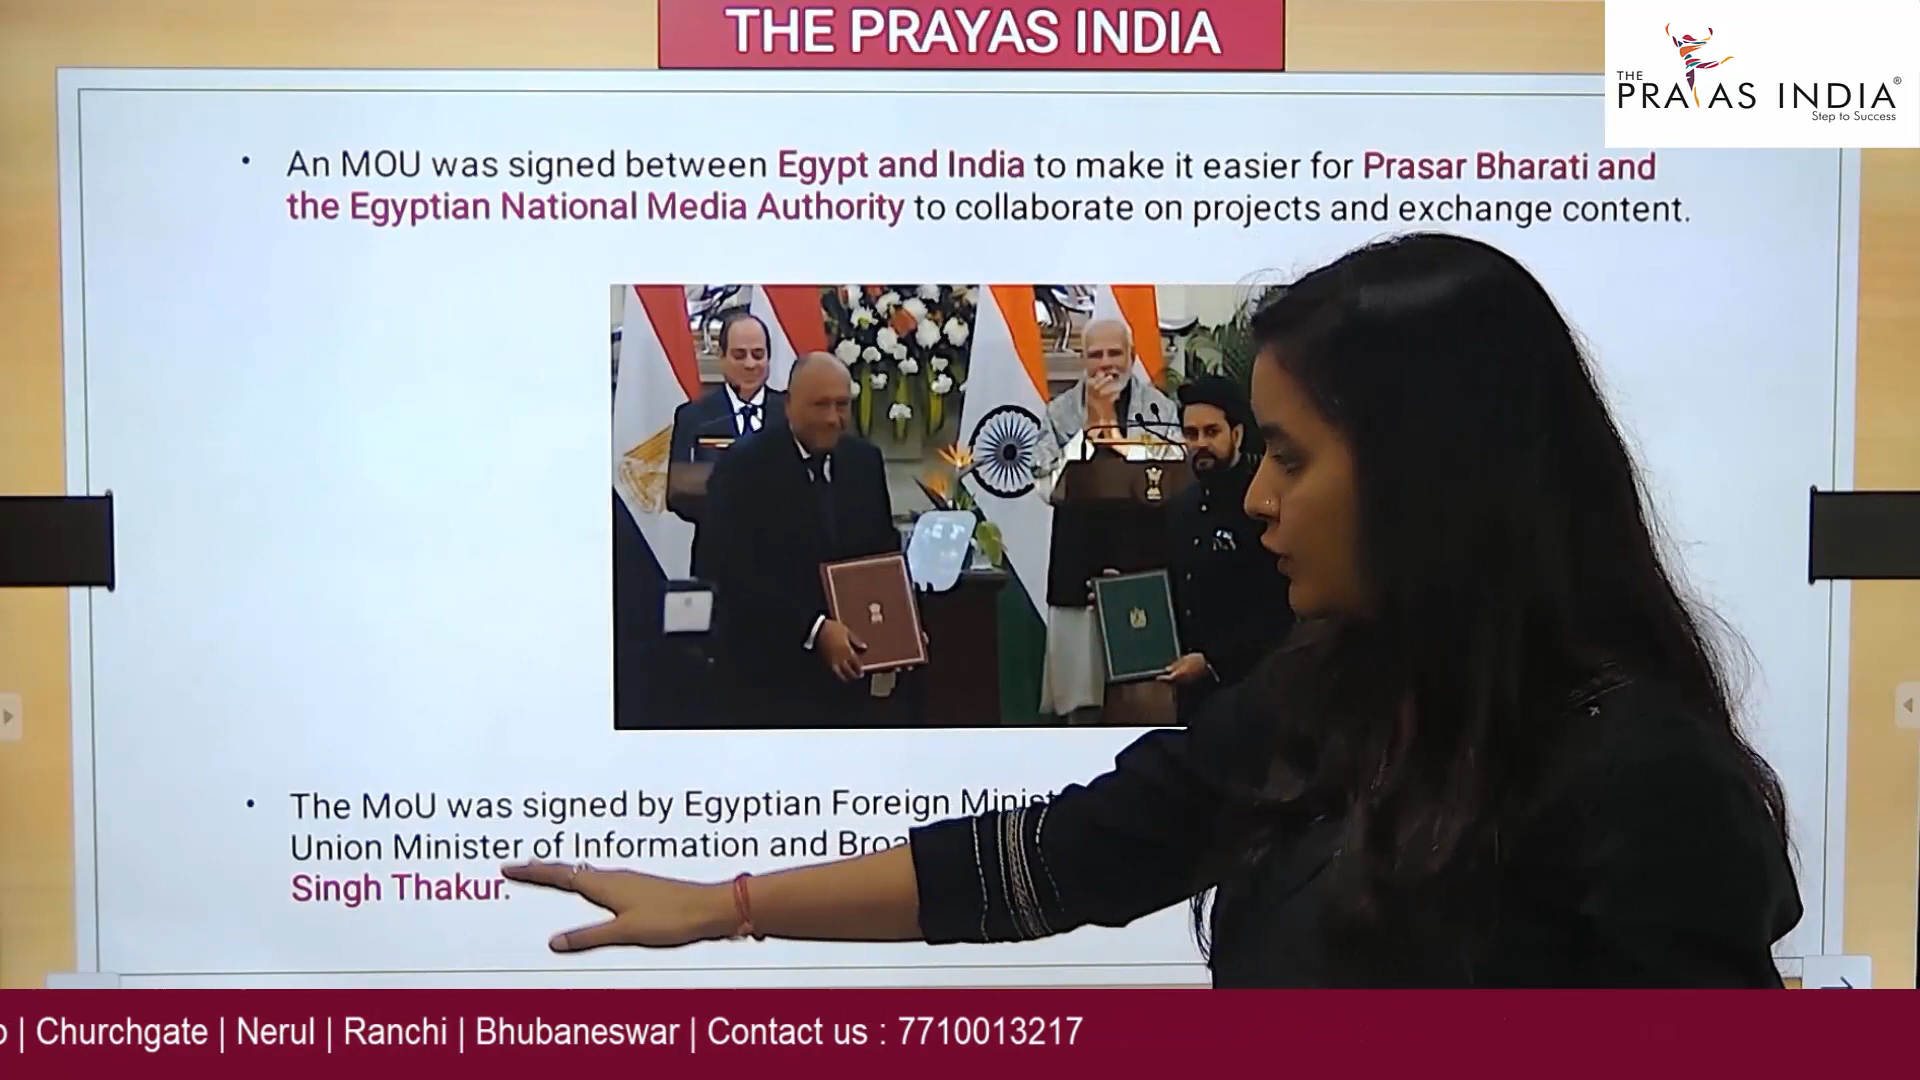 THE PRAYAS INDIA
THE
PRAYAS INDIA®
Step to Success
• An MOU was signed between Egypt and India to make it easier for Prasar Bharati and
the Egyptian National Media Authority to collaborate on projects and exchange content.
• The MoU was signed by Egyptian Foreign
Union Minister of Information and
Singh Thakur.
| Churchgate | Nerul | Ranchi | Bhubaneswar | Contact us : 7710013217